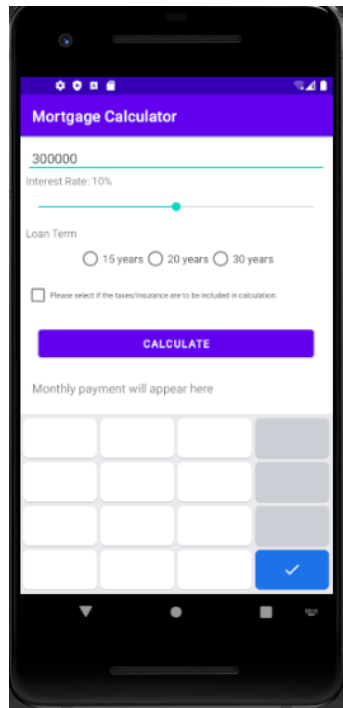 Mortgage Calculator
300000
Interest Rate: 10%
Loan Term
15 years 20 years 30 years
Please select if the taxes/insurance are to be included in calculation.
CALCULATE
Monthly payment will appear here